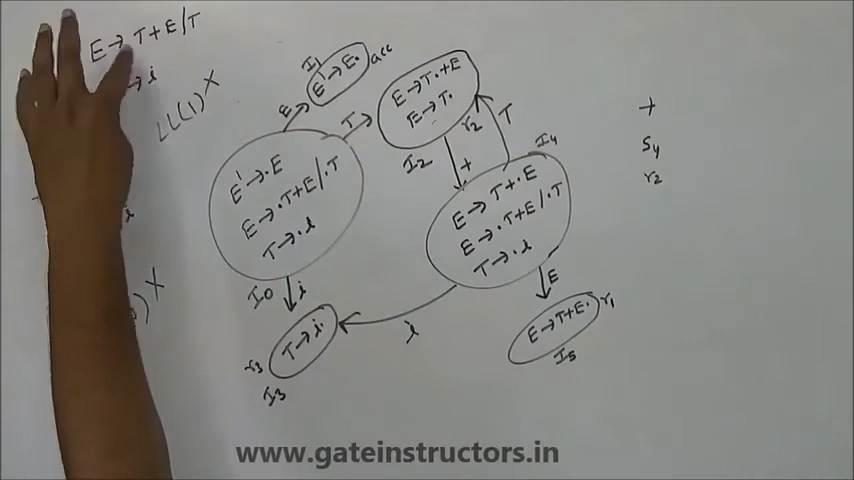 E → T + E / T
→ i
LL(1) X
i
) X
I1
E' → E.
acc
E
T
E → T. + E
E → T.
r2
I2
+
T
I4
E' → .E
E → .T + E / .T
T → .i
I0
i
E → T + .E
E → .T + E / .T
T → .i
E
i
T → i.
r3
I3
E → T + E.
r1
I5
+
S4
r2
www.gateinstructors.in